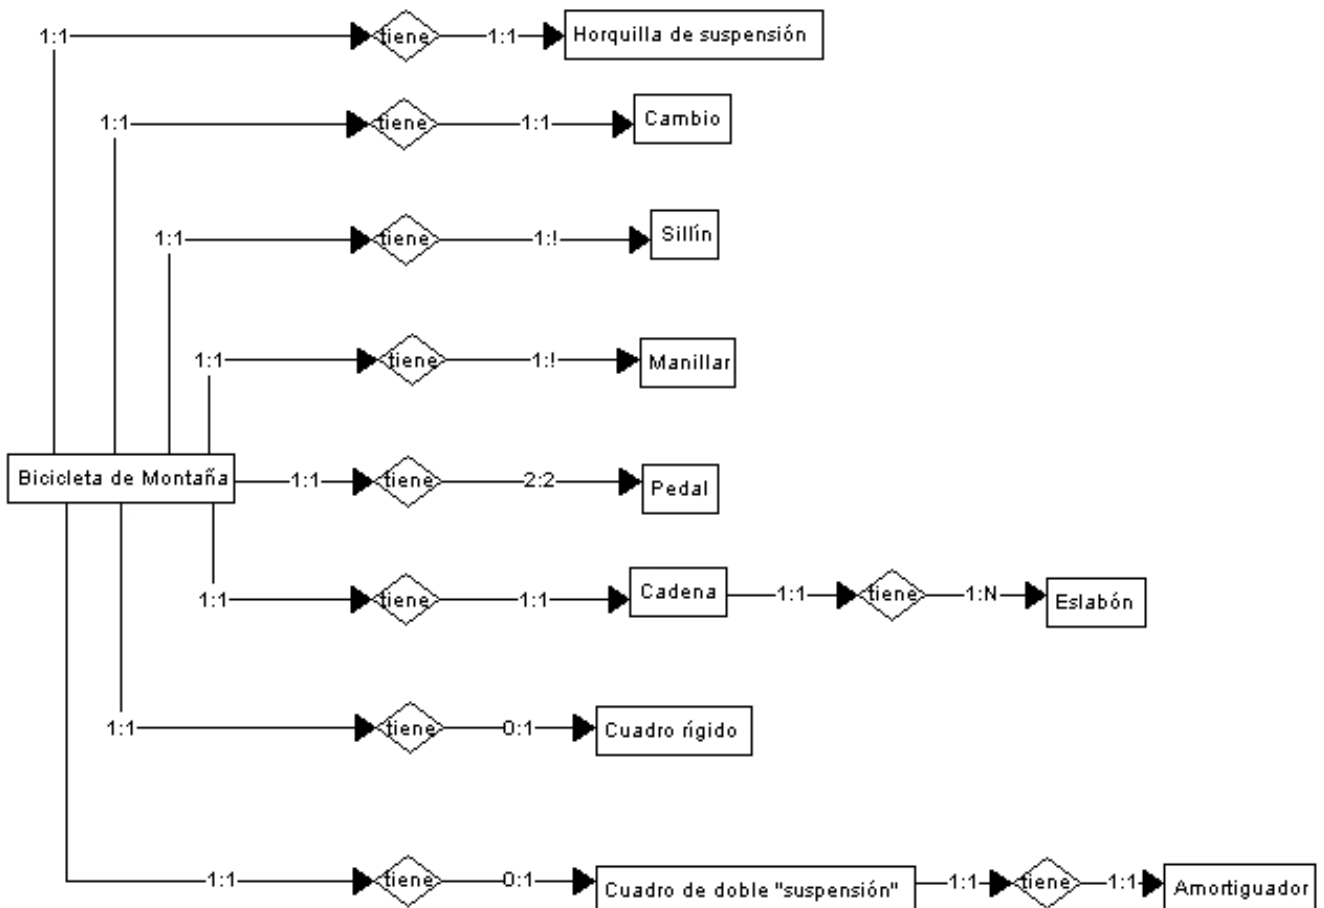 1:1 tiene 1:1 Horquilla de suspensión
1:1 tiene 1:1 Cambio
1:1 tiene 1:! Sillín
1:1 tiene 1:! Manillar
Bicicleta de Montaña 1:1 tiene 2:2 Pedal
1:1 tiene 1:1 Cadena 1:1 tiene 1:N Eslabón
1:1 tiene 0:1 Cuadro rígido
1:1 tiene 0:1 Cuadro de doble "suspensión" 1:1 tiene 1:1 Amortiguador